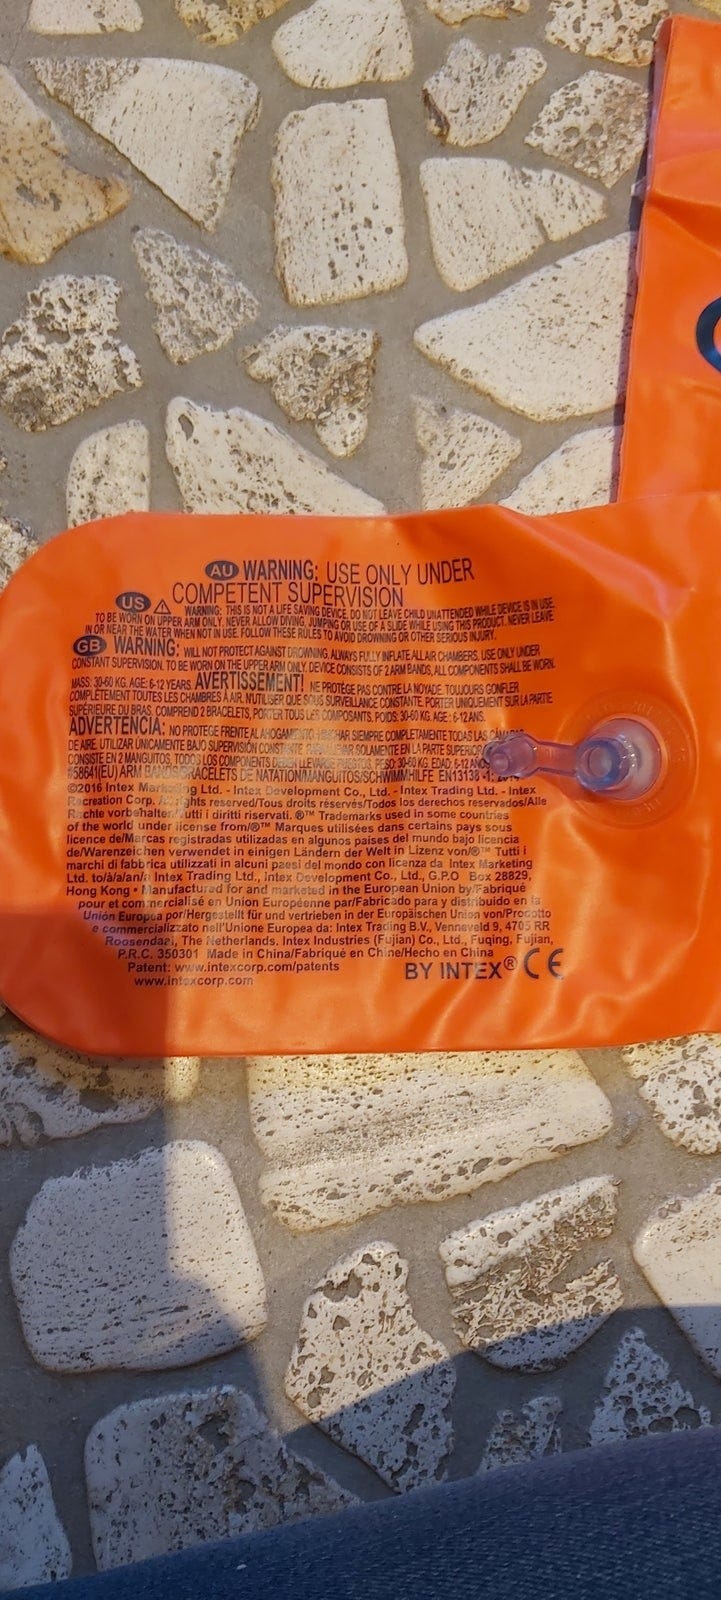 AU WARNING: USE ONLY UNDER
COMPETENT SUPERVISION
US WARNING: THIS IS NOT A LIFE SAVING DEVICE. DO NOT LEAVE CHILD UNATTENDED WHILE DEVICE IS IN USE.
TO BE WORN ON UPPER ARM ONLY. NEVER ALLOW DIVING, JUMPING OR USE OF A SLIDE WHILE USING THIS PRODUCT. NEVER LEAVE
IN OR NEAR THE WATER WHEN NOT IN USE. FOLLOW THESE RULES TO AVOID DROWNING OR OTHER SERIOUS INJURY.
GB WARNING: WILL NOT PROTECT AGAINST DROWNING. ALWAYS FULLY INFLATE ALL AIR CHAMBERS. USE ONLY UNDER
CONSTANT SUPERVISION. TO BE WORN ON THE UPPER ARM ONLY. DEVICE CONSISTS OF 2 ARM BANDS, ALL COMPONENTS SHALL BE WORN.
MASS: 30-60 KG. AGE: 6-12 YEARS. AVERTISSEMENT! NE PROTÈGE PAS CONTRE LA NOYADE. TOUJOURS GONFLER
COMPLÈTEMENT TOUTES LES CHAMBRES À AIR. N'UTILISER QUE SOUS SURVEILLANCE CONSTANTE. PORTER UNIQUEMENT SUR LA PARTIE
SUPÉRIEURE DU BRAS. COMPREND 2 BRACELETS, PORTER TOUS LES COMPOSANTS. POIDS: 30-60 KG. AGE: 6-12 ANS.
ADVERTENCIA: NO PROTEGE FRENTE AL AHOGAMIENTO. HINCHAR SIEMPRE COMPLETAMENTE TODAS LAS CÁMARAS
DE AIRE. UTILIZAR ÚNICAMENTE BAJO SUPERVISIÓN CONSTANTE. PARA LLEVAR SOLAMENTE EN LA PARTE SUPERIOR
CONSISTE EN 2 MANGUITOS, TODOS LOS COMPONENTES DEBEN LLEVARSE PUESTOS. PESO: 30-60 KG. EDAD: 6-12 AÑOS
#58641(EU) ARM BANDS/BRACELETS DE NATATION/MANGUITOS/SCHWIMMHILFE EN13138-1: 2014
©2016 Intex Marketing Ltd. - Intex Development Co., Ltd. - Intex Trading Ltd. - Intex
Recreation Corp. All rights reserved/Tous droits réservés/Todos los derechos reservados/Alle
Rechte vorbehalten/Tutti i diritti riservati. ®™ Trademarks used in some countries
of the world under license from/®™ Marques utilisées dans certains pays sous
licence de/Marcas registradas utilizadas en algunos países del mundo bajo licencia
de/Warenzeichen verwendet in einigen Ländern der Welt in Lizenz von/®™ Tutti i
marchi di fabbrica utilizzati in alcuni paesi del mondo con licenza da Intex Marketing
Ltd. to/à/a/an/a Intex Trading Ltd., Intex Development Co., Ltd., G.P.O Box 28829,
Hong Kong • Manufactured for and marketed in the European Union by/Fabriqué
pour et commercialisé en Union Européenne par/Fabricado para y distribuido en la
Unión Europea por/Hergestellt für und vertrieben in der Europäischen Union von/Prodotto
e commercializzato nell'Unione Europea da: Intex Trading B.V., Venneveld 9, 4705 RR
Roosendaal, The Netherlands. Intex Industries (Fujian) Co., Ltd., Fuqing, Fujian,
P.R.C. 350301 Made in China/Fabriqué en Chine/Hecho en China
Patent: www.intexcorp.com/patents
www.intexcorp.com
BY INTEX® CE